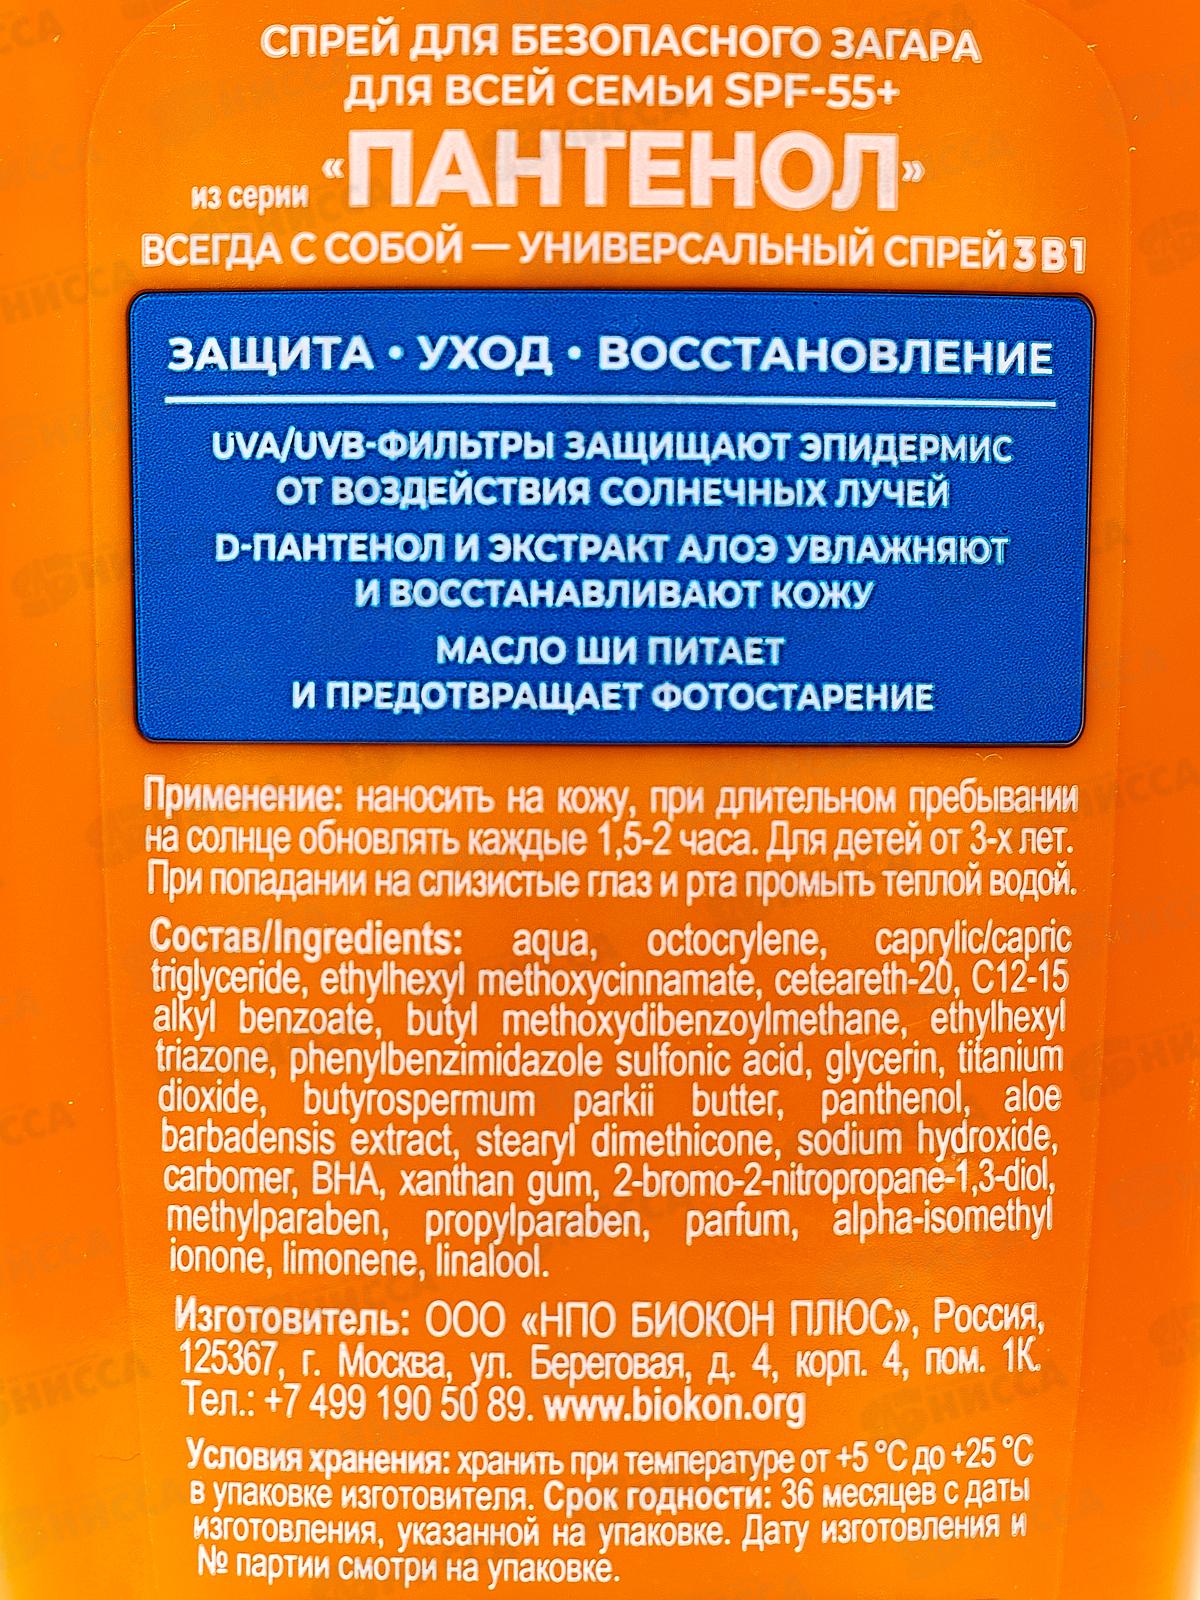 СПРЕЙ ДЛЯ БЕЗОПАСНОГО ЗАГАРА
ДЛЯ ВСЕЙ СЕМЬИ SPF-55+
из серии «ПАНТЕНОЛ»
ВСЕГДА С СОБОЙ — УНИВЕРСАЛЬНЫЙ СПРЕЙ 3 В 1
ЗАЩИТА • УХОД • ВОССТАНОВЛЕНИЕ
UVA/UVB-ФИЛЬТРЫ ЗАЩИЩАЮТ ЭПИДЕРМИС
ОТ ВОЗДЕЙСТВИЯ СОЛНЕЧНЫХ ЛУЧЕЙ
D-ПАНТЕНОЛ И ЭКСТРАКТ АЛОЭ УВЛАЖНЯЮТ
И ВОССТАНАВЛИВАЮТ КОЖУ
МАСЛО ШИ ПИТАЕТ
И ПРЕДОТВРАЩАЕТ ФОТОСТАРЕНИЕ
Применение: наносить на кожу, при длительном пребывании
на солнце обновлять каждые 1,5-2 часа. Для детей от 3-х лет.
При попадании на слизистые глаз и рта промыть теплой водой.
Состав/Ingredients: aqua, octocrylene, caprylic/capric
triglyceride, ethylhexyl methoxycinnamate, ceteareth-20, C12-15
alkyl benzoate, butyl methoxydibenzoylmethane, ethylhexyl
triazone, phenylbenzimidazole sulfonic acid, glycerin, titanium
dioxide, butyrospermum parkii butter, panthenol, aloe
barbadensis extract, stearyl dimethicone, sodium hydroxide,
carbomer, BHA, xanthan gum, 2-bromo-2-nitropropane-1,3-diol,
methylparaben, propylparaben, parfum, alpha-isomethyl
ionone, limonene, linalool.
Изготовитель: ООО «НПО БИОКОН ПЛЮС», Россия,
125367, г. Москва, ул. Береговая, д. 4, корп. 4, пом. 1К.
Тел.: +7 499 190 50 89. www.biokon.org
Условия хранения: хранить при температуре от +5 °С до +25 °С
в упаковке изготовителя. Срок годности: 36 месяцев с даты
изготовления, указанной на упаковке. Дату изготовления и
№ партии смотри на упаковке.